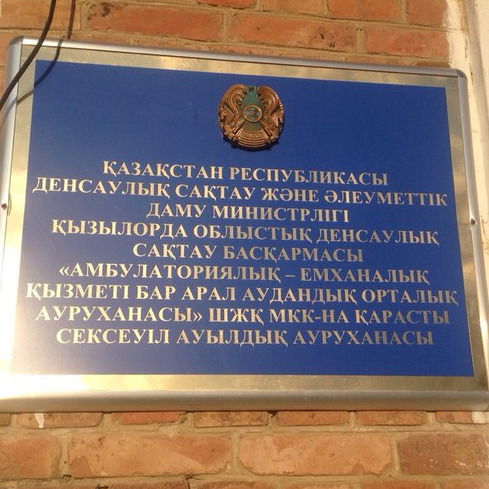 ҚАЗАҚСТАН РЕСПУБЛИКАСЫ
ДЕНСАУЛЫҚ САҚТАУ ЖӘНЕ ӘЛЕУМЕТТІК
ДАМУ МИНИСТРЛІГІ
ҚЫЗЫЛОРДА ОБЛЫСТЫҚ ДЕНСАУЛЫҚ
САҚТАУ БАСҚАРМАСЫ
«АМБУЛАТОРИЯЛЫҚ – ЕМХАНАЛЫҚ
ҚЫЗМЕТІ БАР АРАЛ АУДАНДЫҚ ОРТАЛЫҚ
АУРУХАНАСЫ» ШЖҚ МКК-НА ҚАРАСТЫ
СЕКСЕУІЛ АУЫЛДЫҚ АУРУХАНАСЫ